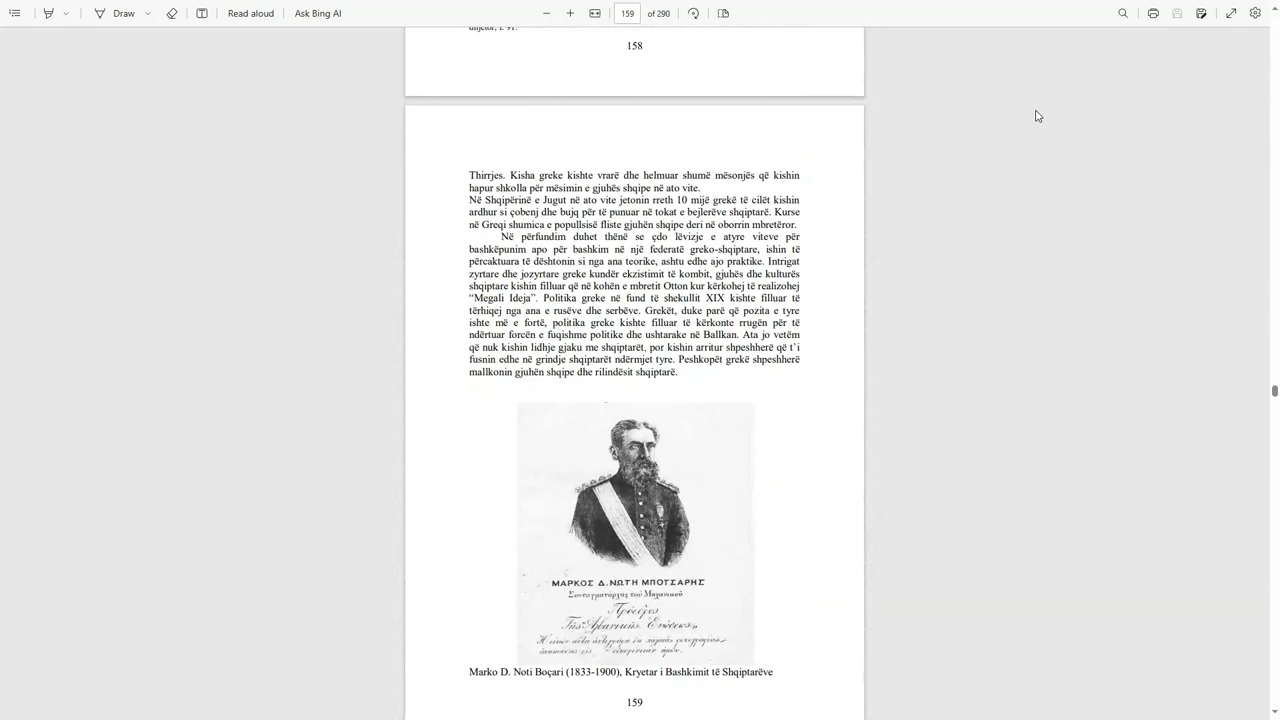 Draw
Read aloud
Ask Bing AI
159
of 290
158
Thirrjes. Kisha greke kishte vrarë dhe helmuar shumë mësonjës që kishin
hapur shkolla për mësimin e gjuhës shqipe në ato vite.
Në Shqipërinë e Jugut në ato vite jetonin rreth 10 mijë grekë të cilët kishin
ardhur si çobenj dhe bujq për të punuar në tokat e bejlerëve shqiptarë. Kurse
në Greqi shumica e popullsisë fliste gjuhën shqipe deri në oborrin mbretëror.
Në përfundim duhet thënë se çdo lëvizje e atyre viteve për
bashkëpunim apo për bashkim në një federatë greko-shqiptare, ishin të
përcaktuara të dështonin si nga ana teorike, ashtu edhe ajo praktike. Intrigat
zyrtare dhe jozyrtare greke kundër ekzistimit të kombit, gjuhës dhe kulturës
shqiptare kishin filluar që në kohën e mbretit Otton kur kërkohej të realizohej
“Megali Ideja”. Politika greke në fund të shekullit XIX kishte filluar të
tërhiqej nga ana e rusëve dhe serbëve. Grekët, duke parë që pozita e tyre
ishte më e fortë, politika greke kishte filluar të kërkonte rrugën për të
ndërtuar forcën e fuqishme politike dhe ushtarake në Ballkan. Ata jo vetëm
që nuk kishin lidhje gjaku me shqiptarët, por kishin arritur shpeshherë që t’i
fusnin edhe në grindje shqiptarët ndërmjet tyre. Peshkopët grekë shpeshherë
mallkonin gjuhën shqipe dhe rilindësit shqiptarë.
ΜΑΡΚΟΣ Δ. ΝΩΤΗ ΜΠΟΤΣΑΡΗΣ
Συνταγματάρχης τοῦ Μηχανικοῦ
Πρόεδρος
Τῆς Ἀλβανικῆς Ἑνώσεως
Marko D. Noti Boçari (1833-1900), Kryetar i Bashkimit të Shqiptarëve
159